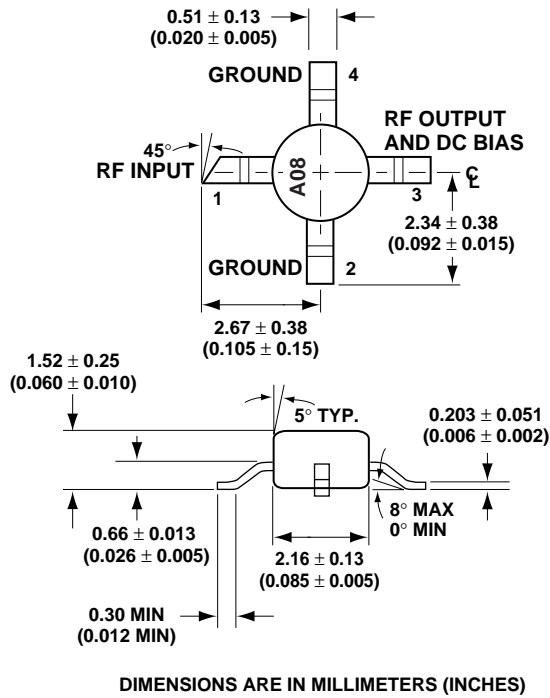 0.51 ± 0.13
(0.020 ± 0.005)
GROUND
4
RF OUTPUT
AND DC BIAS
45°
RF INPUT
A08
C
L
1
3
2.34 ± 0.38
(0.092 ± 0.015)
GROUND
2
2.67 ± 0.38
(0.105 ± 0.15)
1.52 ± 0.25
(0.060 ± 0.010)
5° TYP.
0.203 ± 0.051
(0.006 ± 0.002)
8° MAX
0° MIN
0.66 ± 0.013
(0.026 ± 0.005)
2.16 ± 0.13
(0.085 ± 0.005)
0.30 MIN
(0.012 MIN)
DIMENSIONS ARE IN MILLIMETERS (INCHES)